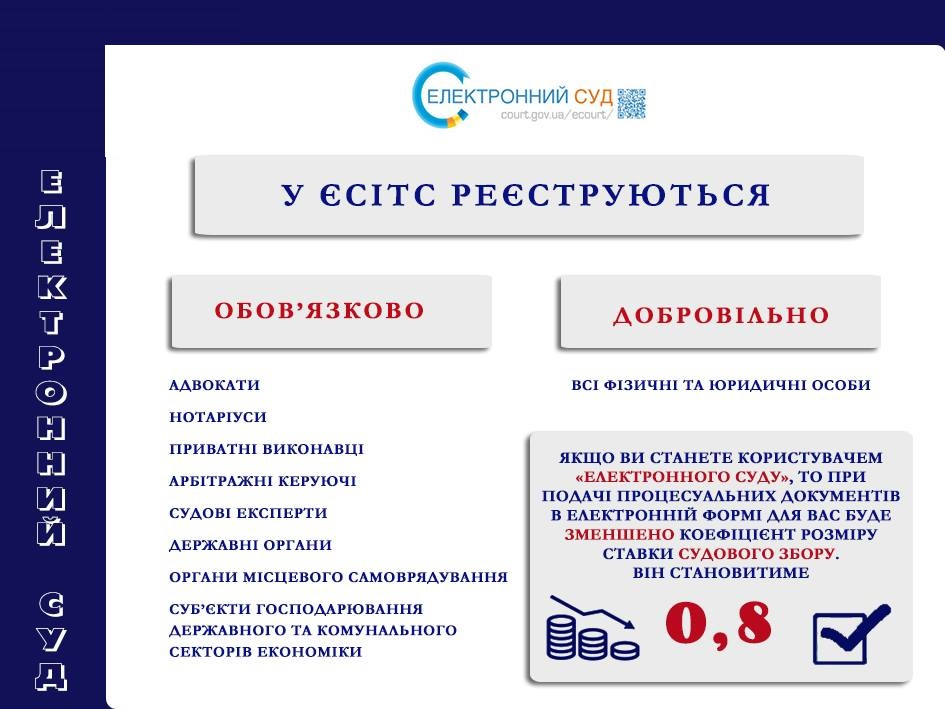 ЕЛЕКТРОННИЙ СУД
ЕЛЕКТРОННИЙ СУД
court.gov.ua/ecourt/
У ЄСІТС РЕЄСТРУЮТЬСЯ
ОБОВ’ЯЗКОВО
АДВОКАТИ
НОТАРІУСИ
ПРИВАТНІ ВИКОНАВЦІ
АРБІТРАЖНІ КЕРУЮЧІ
СУДОВІ ЕКСПЕРТИ
ДЕРЖАВНІ ОРГАНИ
ОРГАНИ МІСЦЕВОГО САМОВРЯДУВАННЯ
СУБ’ЄКТИ ГОСПОДАРЮВАННЯ
ДЕРЖАВНОГО ТА КОМУНАЛЬНОГО
СЕКТОРІВ ЕКОНОМІКИ
ДОБРОВІЛЬНО
ВСІ ФІЗИЧНІ ТА ЮРИДИЧНІ ОСОБИ
ЯКЩО ВИ СТАНЕТЕ КОРИСТУВАЧЕМ
«ЕЛЕКТРОННОГО СУДУ», ТО ПРИ
ПОДАЧІ ПРОЦЕСУАЛЬНИХ ДОКУМЕНТІВ
В ЕЛЕКТРОННІЙ ФОРМІ ДЛЯ ВАС БУДЕ
ЗМЕНШЕНО КОЕФІЦІЄНТ РОЗМІРУ
СТАВКИ СУДОВОГО ЗБОРУ.
ВІН СТАНОВИТИМЕ
0,8